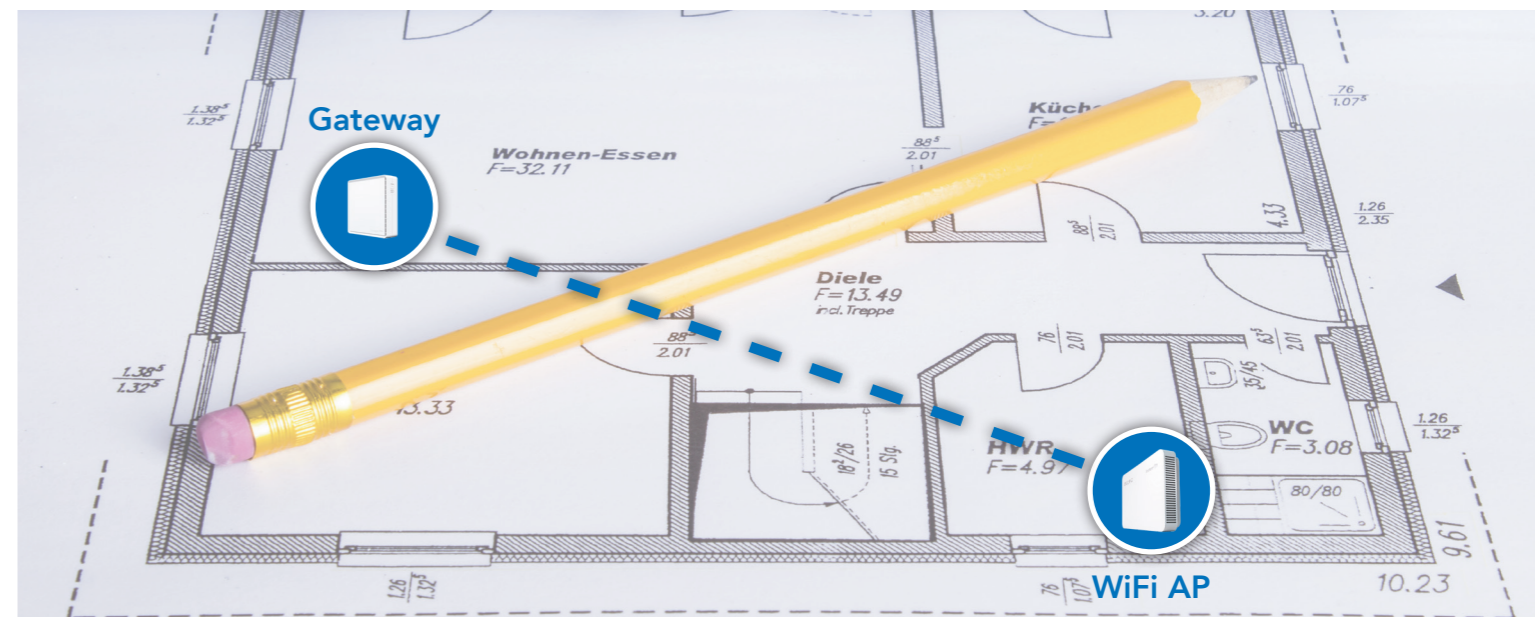 3.20
1.38⁵
1.32⁵
Gateway
Wohnen-Essen
F=32.11
88⁵
2.01
76
1.07⁵
1.26
2.35
4.33
88⁵
2.01
Diele
F=13.49
incl. Treppe
88⁵
2.01
76
2.01
63⁵
2.01
1.38⁵
1.32⁵
13.33
35/45
18²/26
15 Stg.
HWR
F=4.97
WC
F=3.08
1.26
1.32⁵
80/80
9.61
10.23
1.26
1.32⁵
76
1.07⁵
WiFi AP